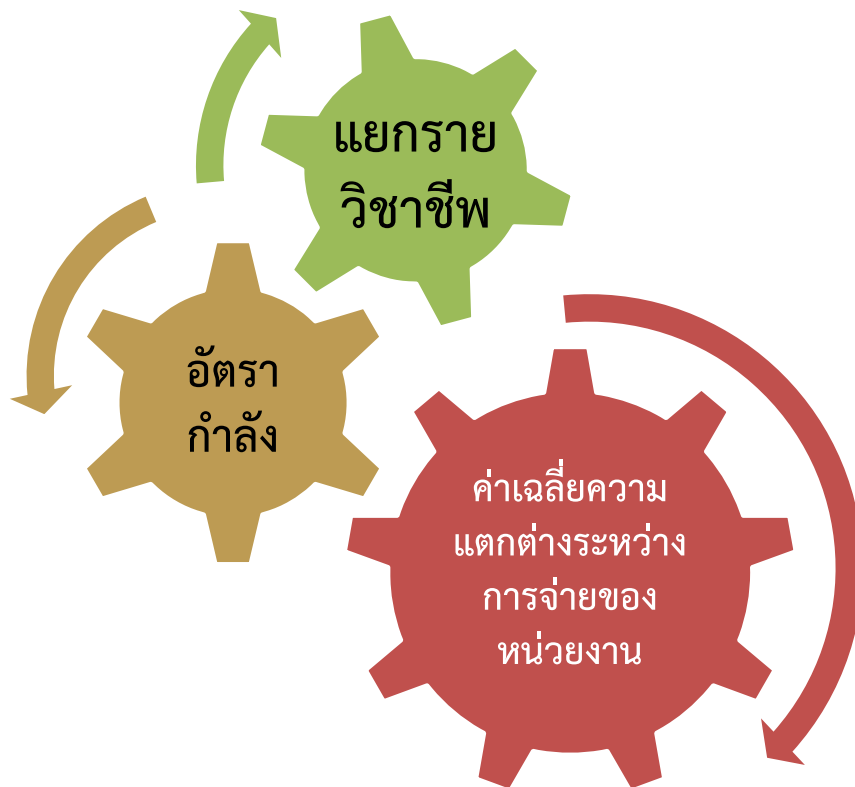 แยกราย
วิชาชีพ
อัตรา
กำลัง
ค่าเฉลี่ยความ
แตกต่างระหว่าง
การจ่ายของ
หน่วยงาน